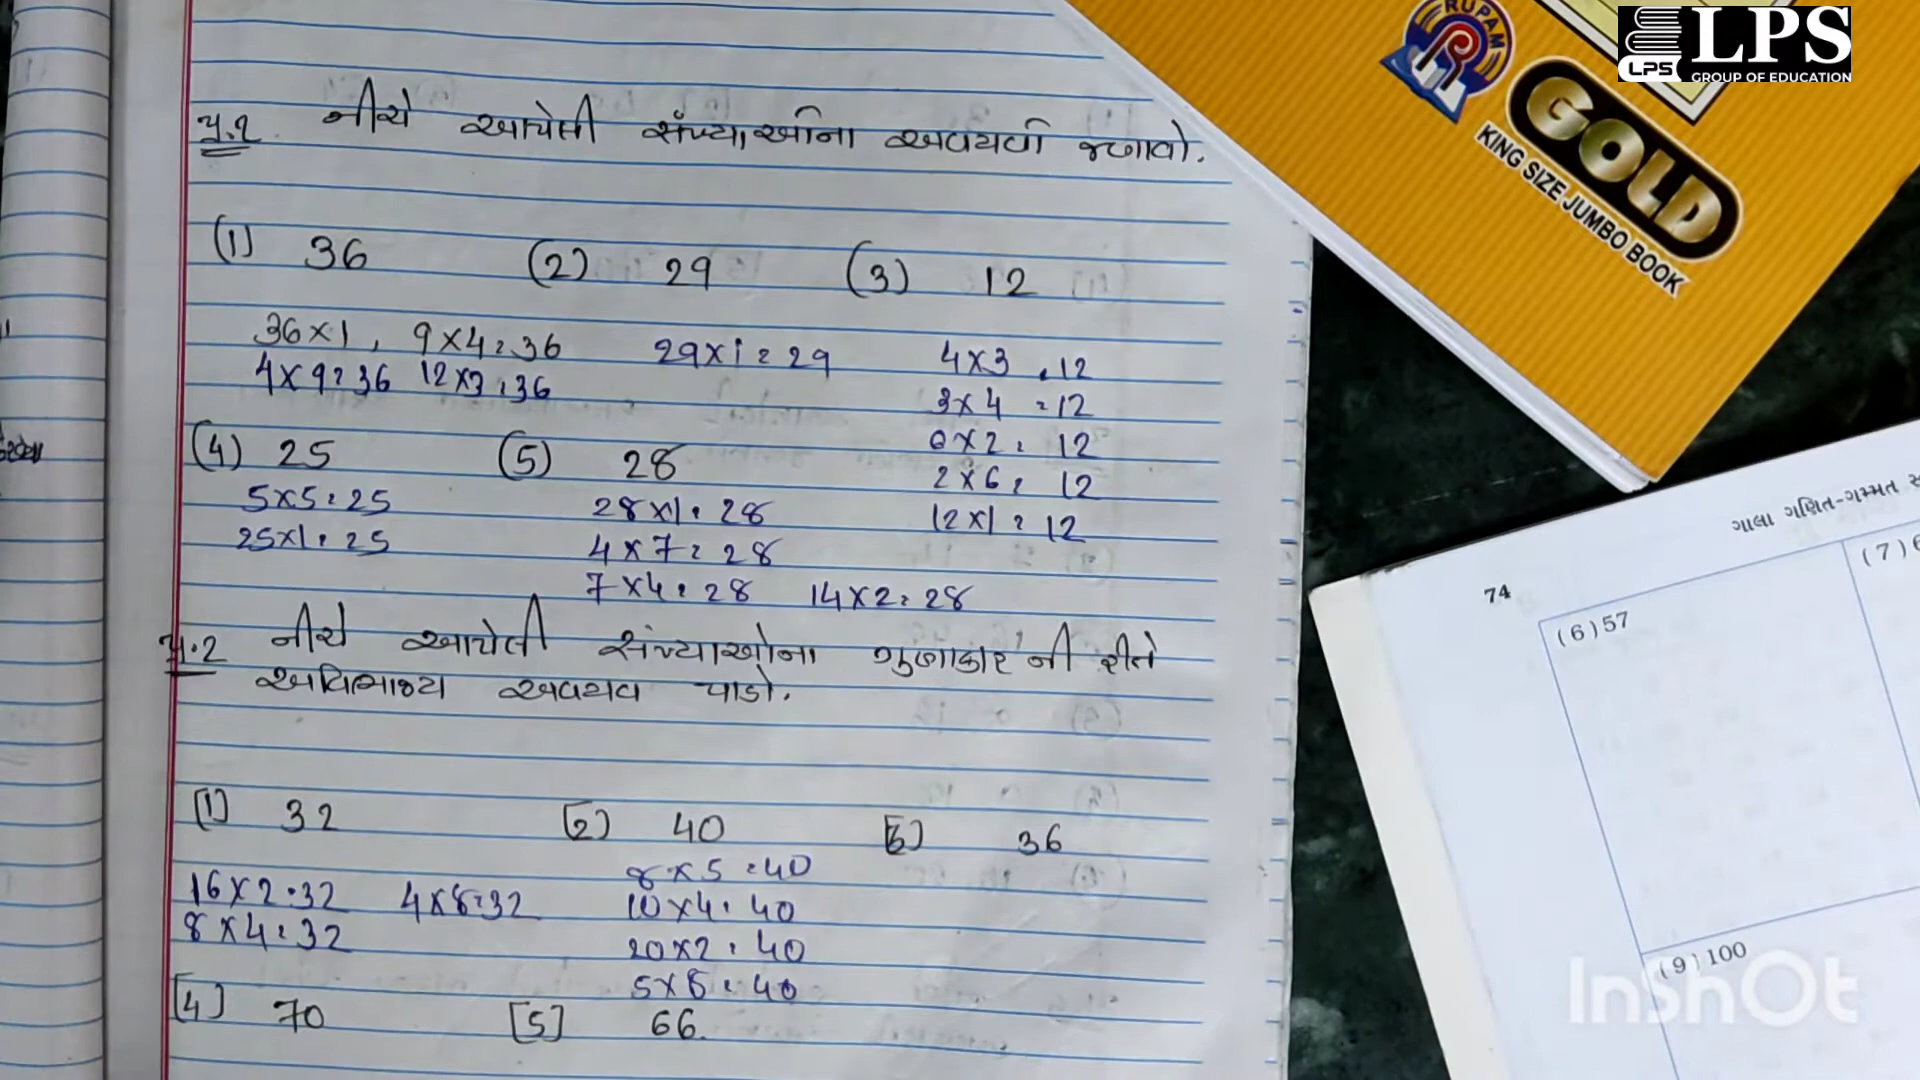 પ્ર.૧ નીચે આપેલી સંખ્યાઓના અવયવો જણાવો.
(1) 36 (2) 29 (3) 12
36×1, 9×4=36 29×1=29 4×3=12
4×9=36 12×3=36
3×4=12
(4) 25 (5) 28
6×2=12
5×5=25 28×1=28 2×6=12
25×1=25 4×7=28 12×1=12
7×4=28 14×2=28
પ્ર.2 નીચે આપેલી સંખ્યાઓના ગુણાકાર'ની રીતે
અવિભાજ્ય અવયવ પાડો.
[1] 32 [2] 40 36
8×5=40
16×2=32 4×8=32 10×4=40
8×4=32 20×2=40
5×8=40
[4] 70 [5] 66.
RUPAM
GOLD
KING SIZE JUMBO BOOK
LPS
LPS
GROUP OF EDUCATION
ગાલા ગણિત-ગમ્મત
74
(6) 57
(7) 6
(9) 100
InShOt